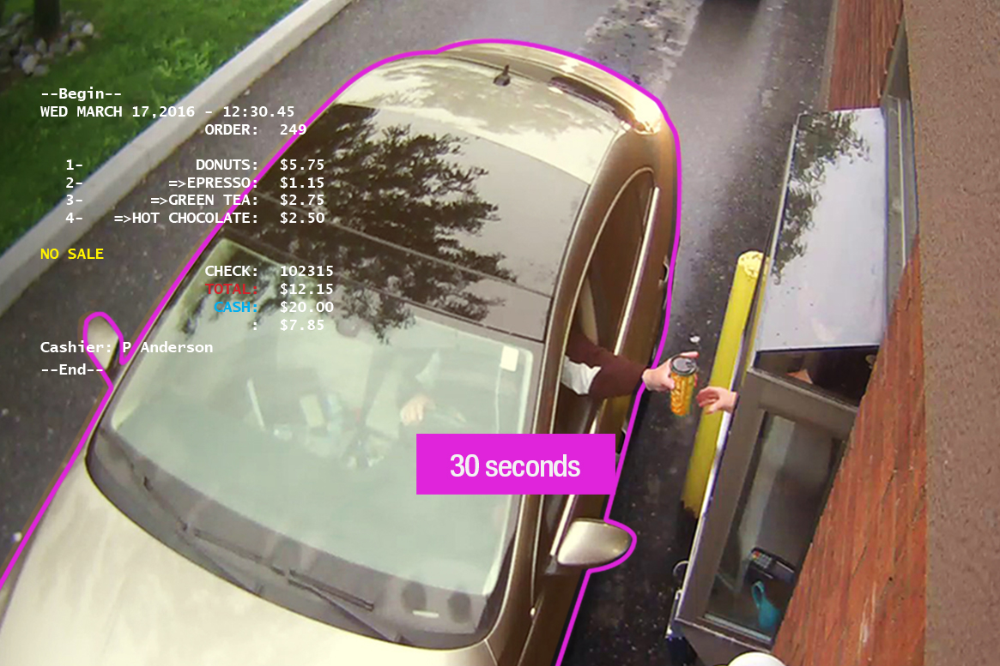 --Begin--
WED MARCH 17,2016 - 12:30.45
ORDER: 249
1- DONUTS: $5.75
2- =>EPRESSO: $1.15
3- =>GREEN TEA: $2.75
4- =>HOT CHOCOLATE: $2.50
NO SALE
CHECK: 102315
TOTAL: $12.15
CASH: $20.00
: $7.85
Cashier: P Anderson
--End--
30 seconds